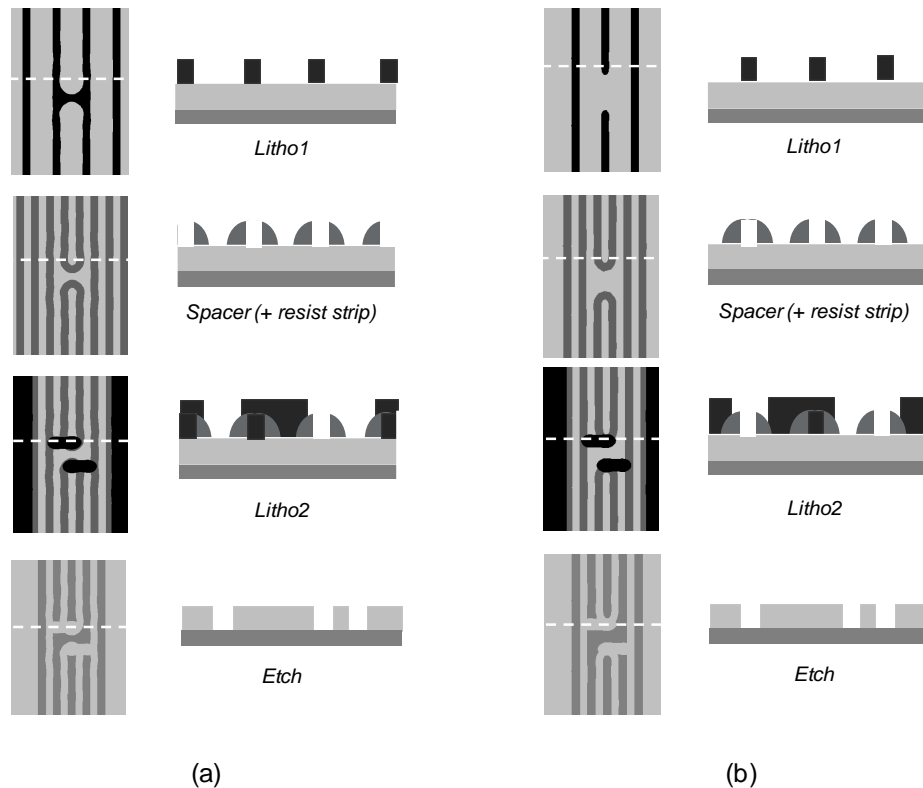 Litho1
Litho1
Spacer (+ resist strip)
Spacer (+ resist strip)
Litho2
Litho2
Etch
Etch
(a)
(b)